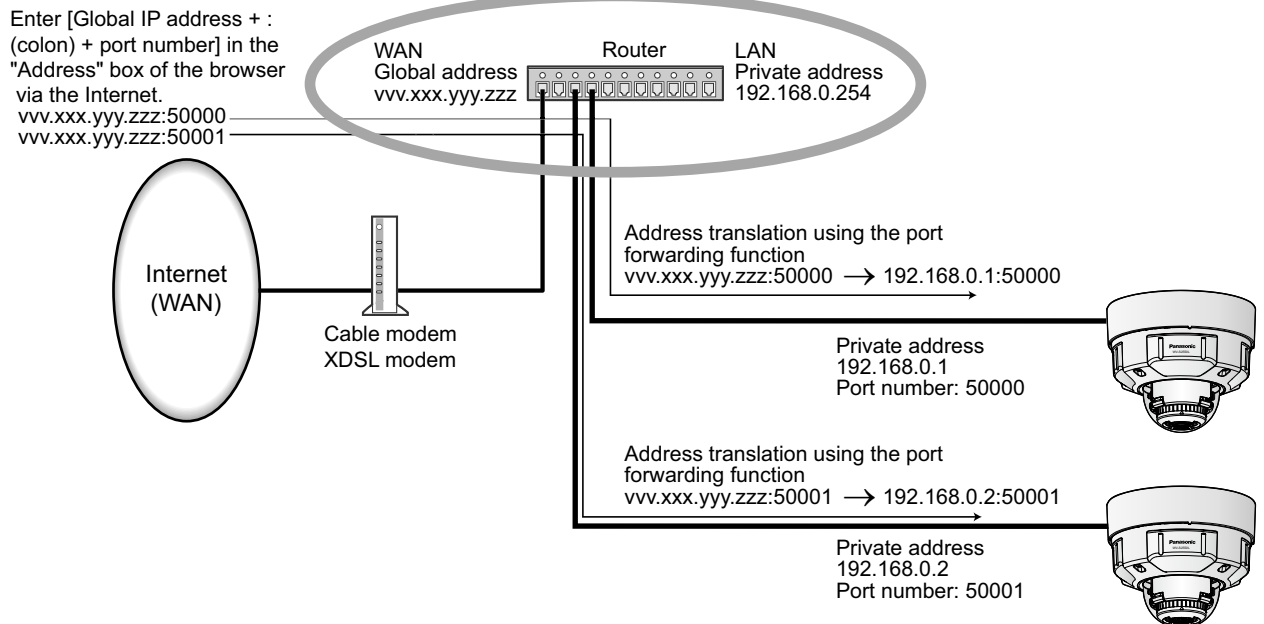 Enter [Global IP address + :
(colon) + port number] in the
"Address" box of the browser
via the Internet.
vvv.xxx.yyy.zzz:50000
vvv.xxx.yyy.zzz:50001
WAN
Global address
vvv.xxx.yyy.zzz
Router
LAN
Private address
192.168.0.254
Internet
(WAN)
Cable modem
XDSL modem
Address translation using the port
forwarding function
vvv.xxx.yyy.zzz:50000 → 192.168.0.1:50000
Private address
192.168.0.1
Port number: 50000
Panasonic
Address translation using the port
forwarding function
vvv.xxx.yyy.zzz:50001 → 192.168.0.2:50001
Private address
192.168.0.2
Port number: 50001
Panasonic